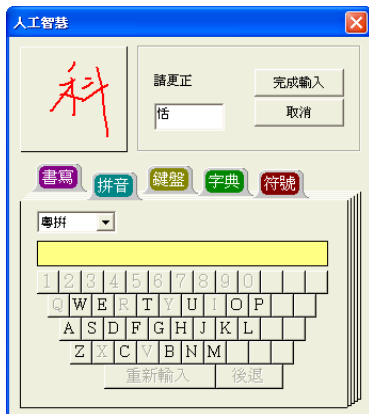 人工智慧
科
請更正
完成輸入
恬
取消
書寫 拼音 鍵盤 字典 符號
粵拼
1 2 3 4 5 6 7 8 9 0
Q W E R T Y U I O P
A S D F G H J K L
Z X C V B N M
重新輸入 後退